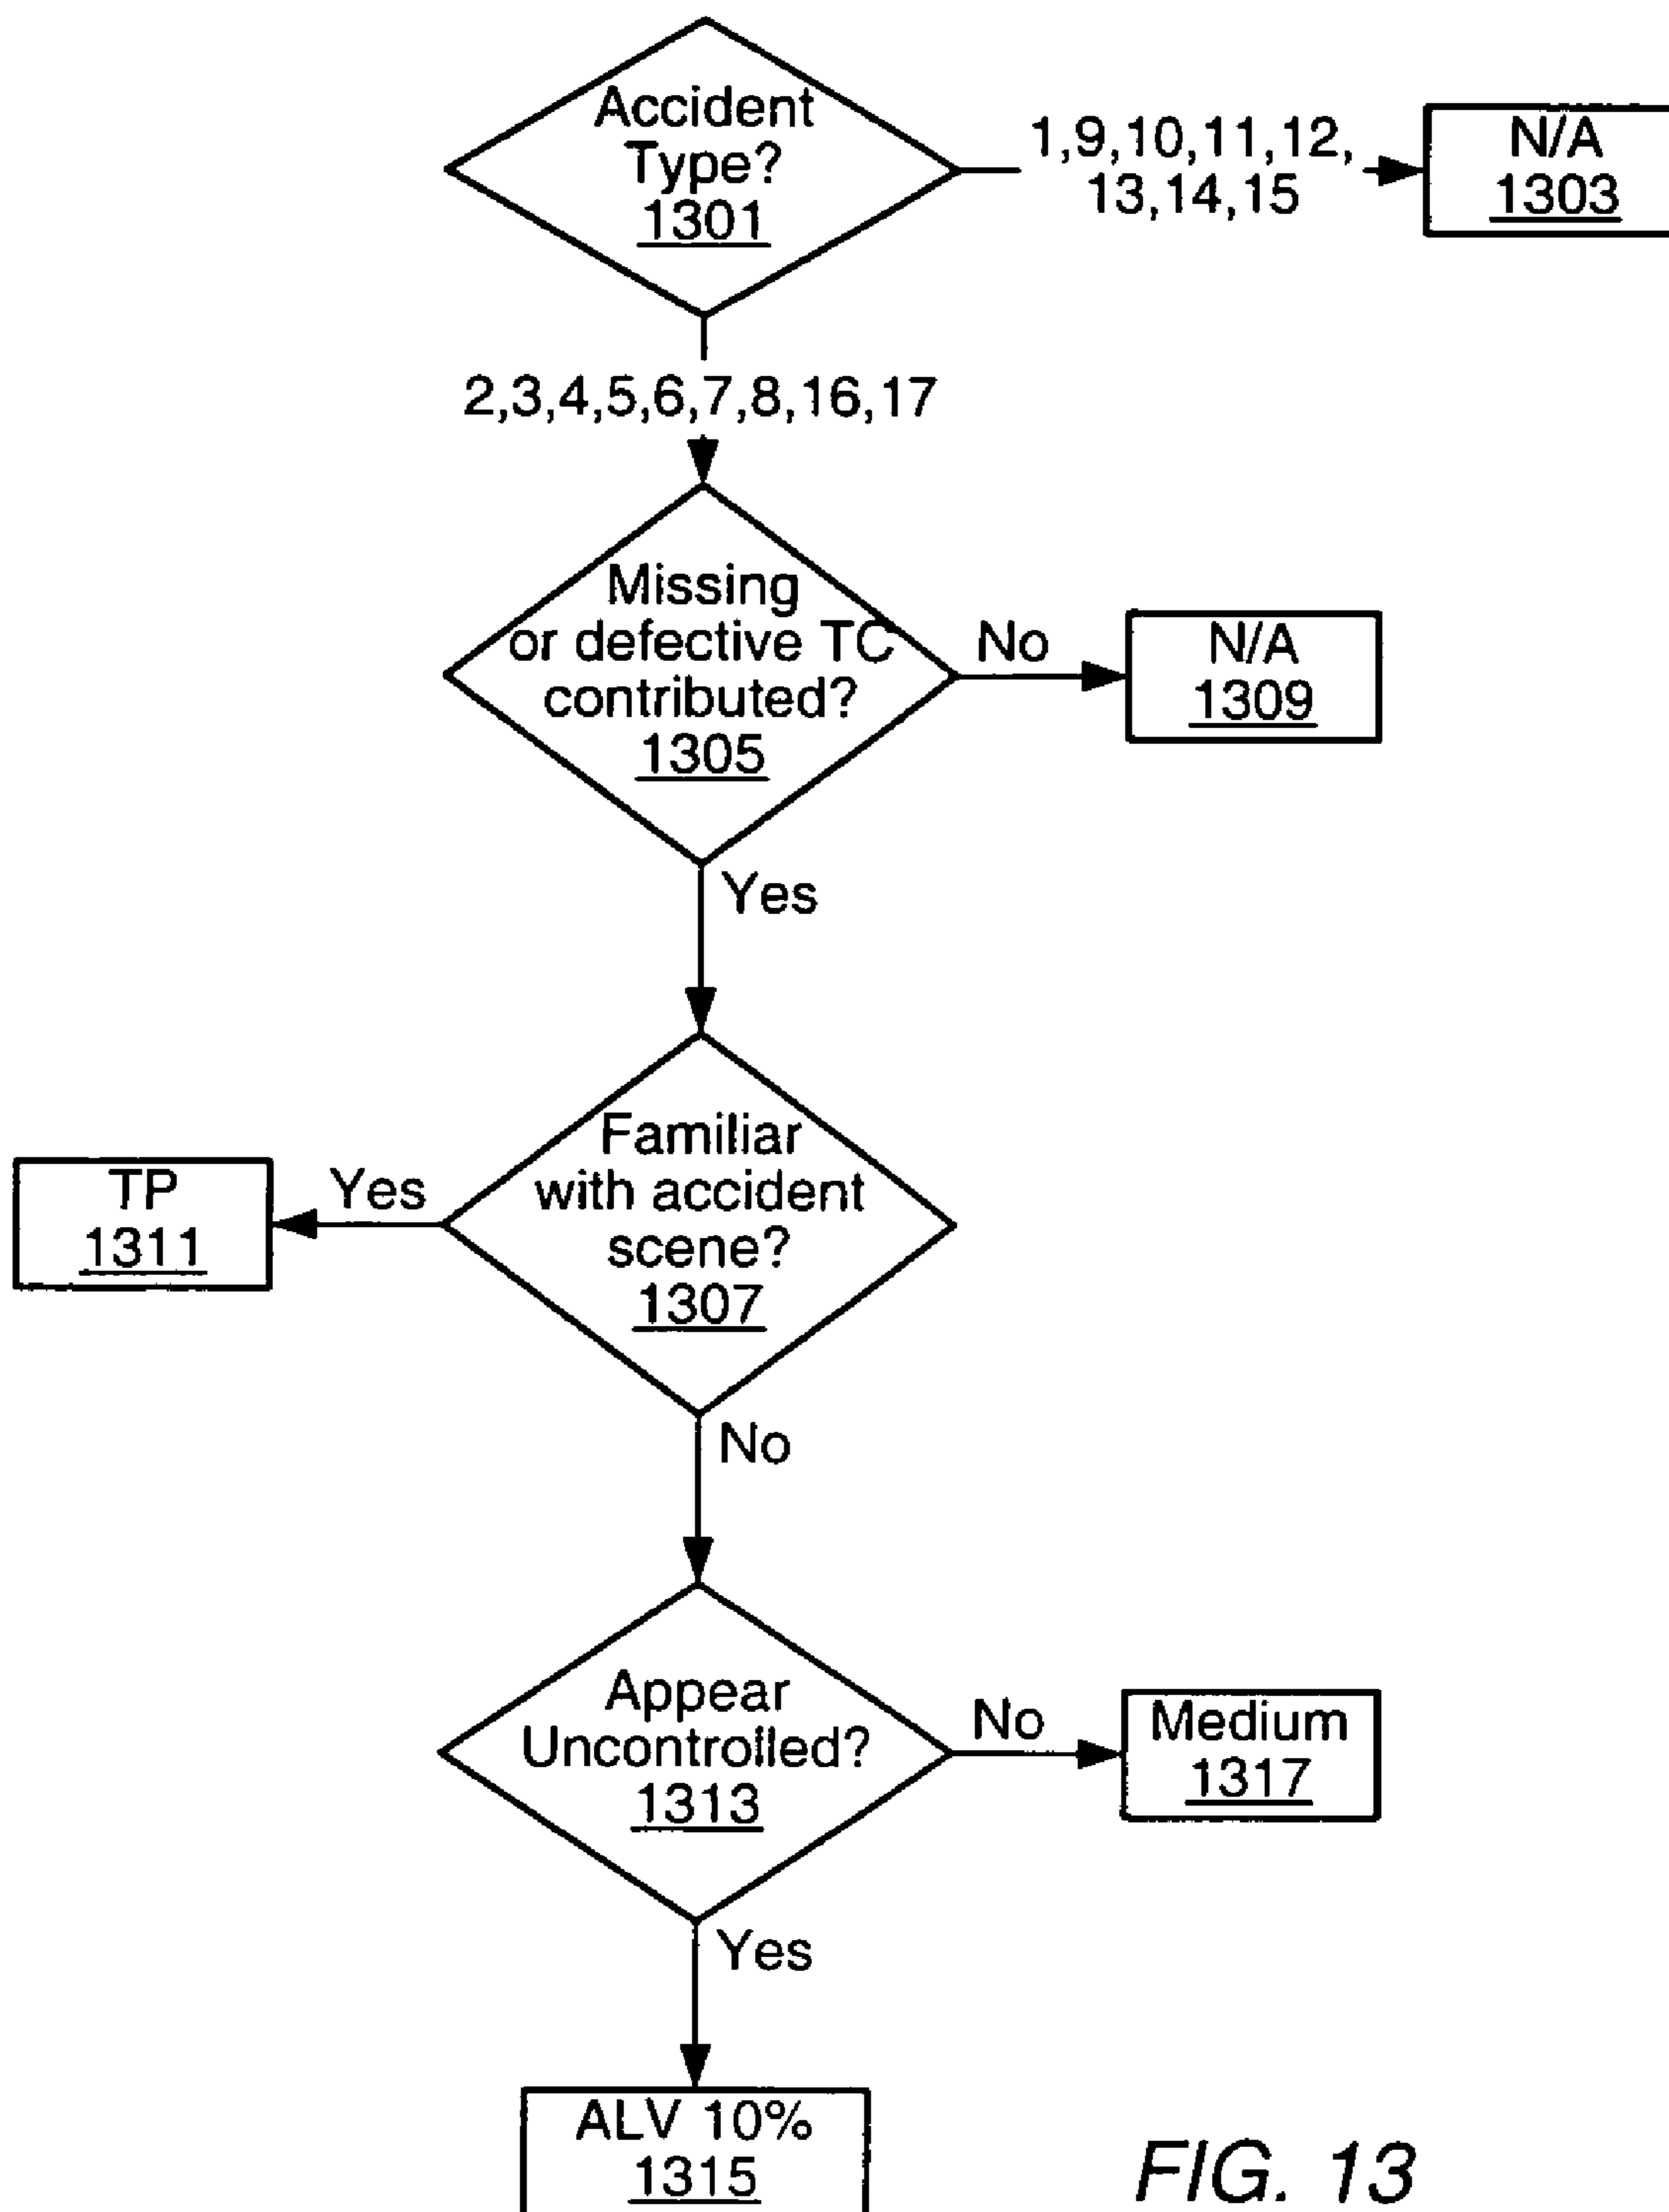 Accident
Type?
1301
1,9,10,11,12,
13,14,15
N/A
1303
2,3,4,5,6,7,8,16,17
Missing
or defective TC
contributed?
1305
No
N/A
1309
Yes
Familiar
with accident
scene?
1307
Yes
TP
1311
No
Appear
Uncontrolled?
1313
No
Medium
1317
Yes
ALV 10%
1315
FIG. 13